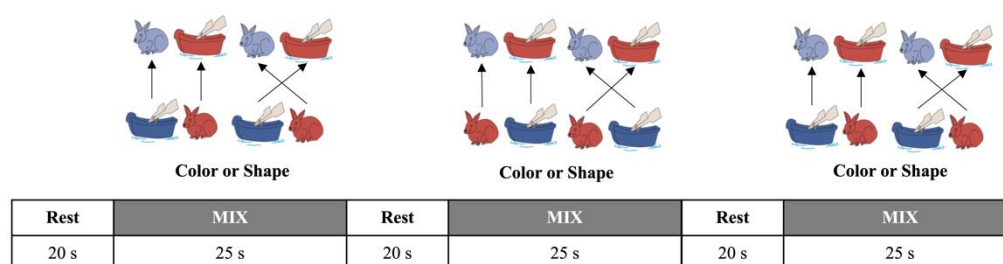 Color or Shape Color or Shape Color or Shape
Rest MIX Rest MIX Rest MIX
20 s 25 s 20 s 25 s 20 s 25 s